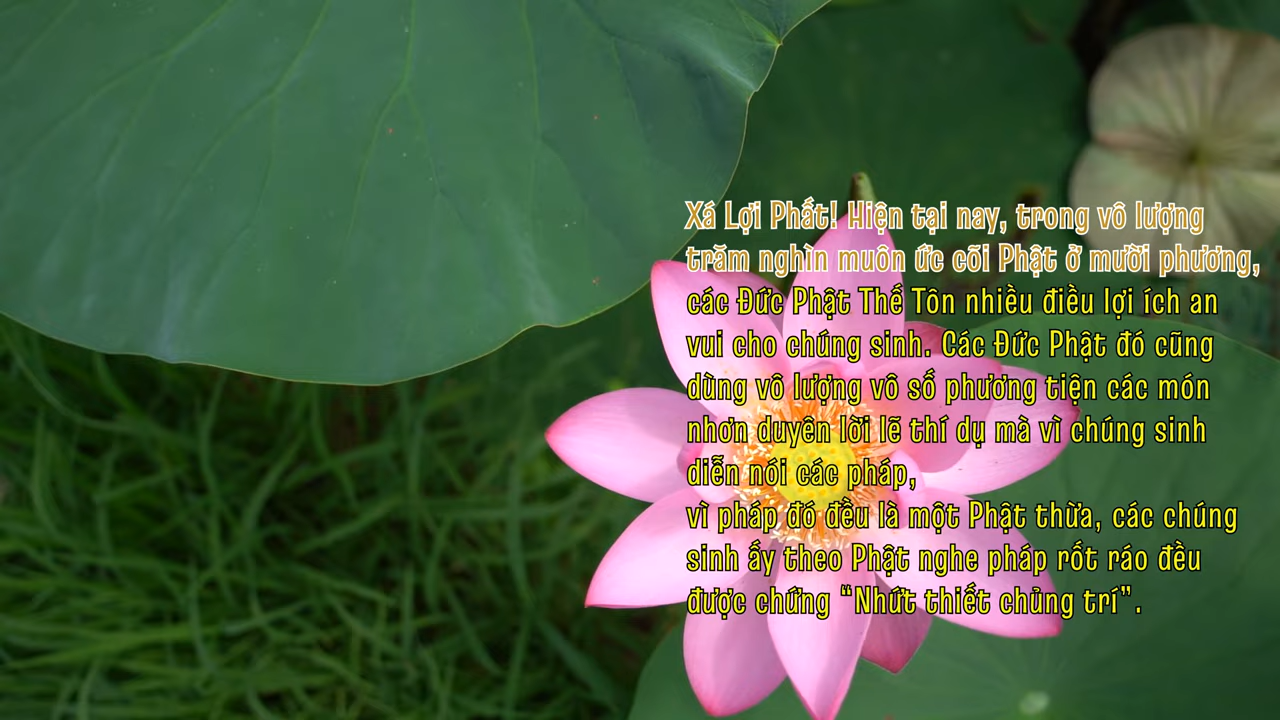 Xá Lợi Phất! Hiện tại nay, trong vô lượng
trăm nghìn muôn ức cõi Phật ở mười phương,
các Đức Phật Thế Tôn nhiều điều lợi ích an
vui cho chúng sinh. Các Đức Phật đó cũng
dùng vô lượng vô số phương tiện các món
nhơn duyên lời lẽ thí dụ mà vì chúng sinh
diễn nói các pháp,
vì pháp đó đều là một Phật thừa, các chúng
sinh ấy theo Phật nghe pháp rốt ráo đều
được chứng “Nhứt thiết chủng trí”.